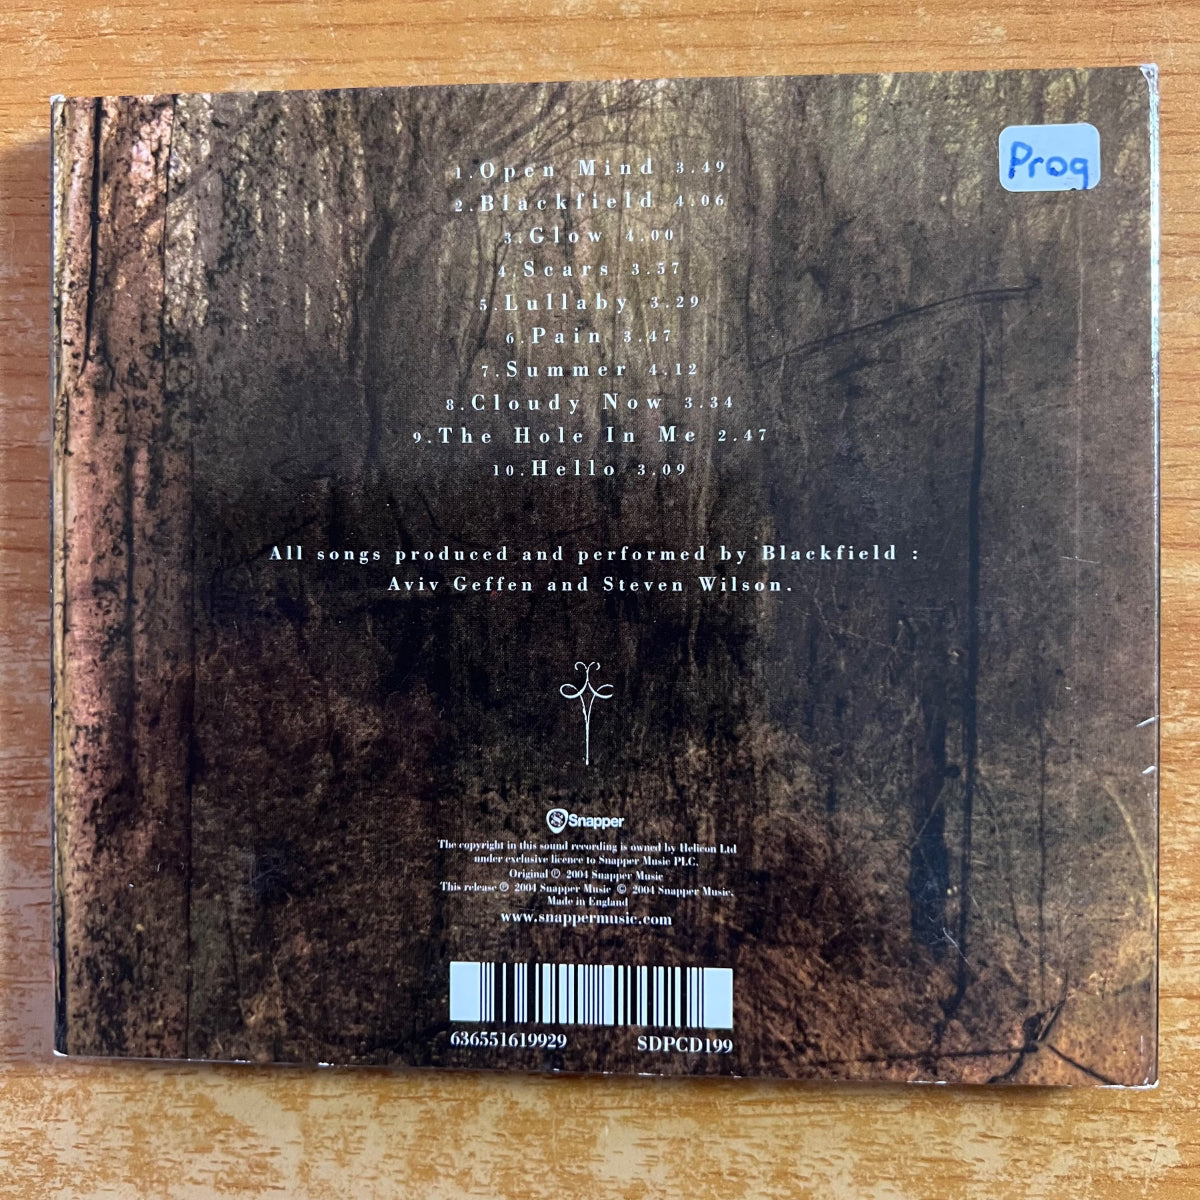 Prog
1.Open Mind 3.49
2.Blackfield 4.06
3.Glow 4.00
4.Scars 3.57
5.Lullaby 3.29
6.Pain 3.47
7.Summer 4.12
8.Cloudy Now 3.34
9.The Hole In Me 2.47
10.Hello 3.09
All songs produced and performed by Blackfield :
Aviv Geffen and Steven Wilson.
Snapper
The copyright in this sound recording is owned by Helicon Ltd
under exclusive licence to Snapper Music PLC.
Original ℗ 2004 Snapper Music
This release ℗ 2004 Snapper Music © 2004 Snapper Music.
Made in England
www.snappermusic.com
636551619929 SDPCD199